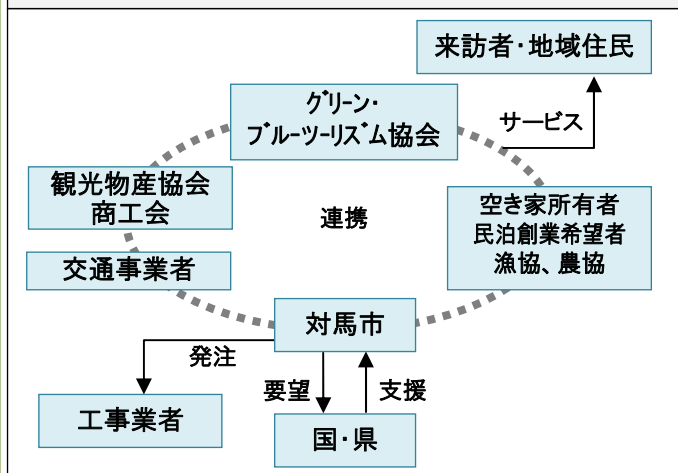 来訪者・地域住民
グリーン・
ブルーツーリズム協会
サービス
観光物産協会
商工会
連携
空き家所有者
民泊創業希望者
漁協、農協
交通事業者
対馬市
発注
要望
支援
工事業者
国・県